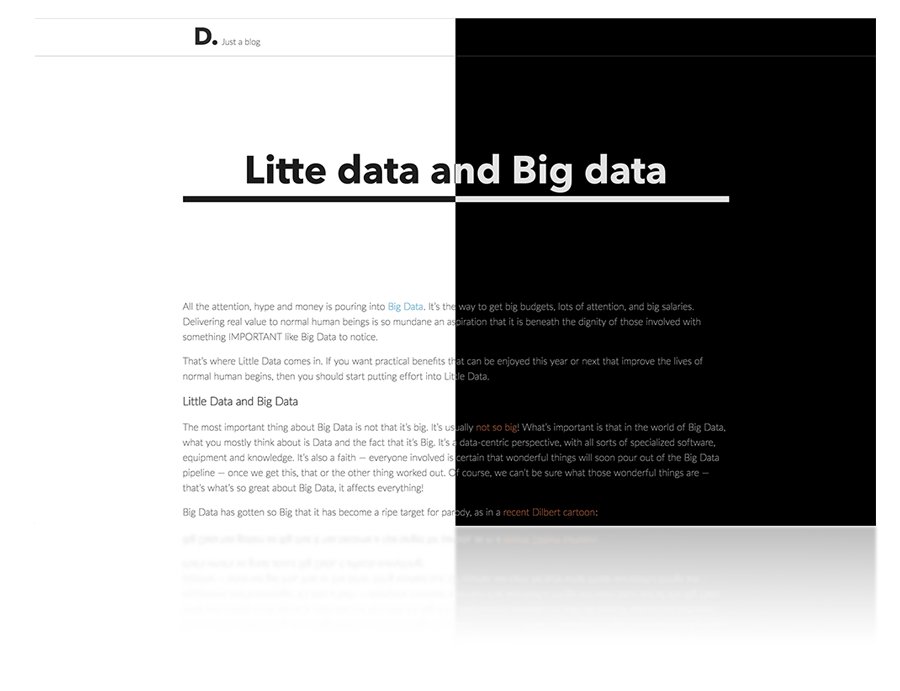 D. Just a blog
Litte data and Big data
All the attention, hype and money is pouring into Big Data. It's the way to get big budgets, lots of attention, and big salaries.
Delivering real value to normal human beings is so mundane an aspiration that it is beneath the dignity of those involved with
something IMPORTANT like Big Data to notice.
That's where Little Data comes in. If you want practical benefits that can be enjoyed this year or next that improve the lives of
normal human begins, then you should start putting effort into Little Data.
Little Data and Big Data
The most important thing about Big Data is not that it's big. It's usually not so big! What's important is that in the world of Big Data,
what you mostly think about is Data and the fact that it's Big. It's a data-centric perspective, with all sorts of specialized software,
equipment and knowledge. It's also a faith — everyone involved is certain that wonderful things will soon pour out of the Big Data
pipeline — once we get this, that or the other thing worked out. Of course, we can't be sure what those wonderful things are —
that's what's so great about Big Data, it affects everything!
Big Data has gotten so Big that it has become a ripe target for parody, as in a recent Dilbert cartoon: